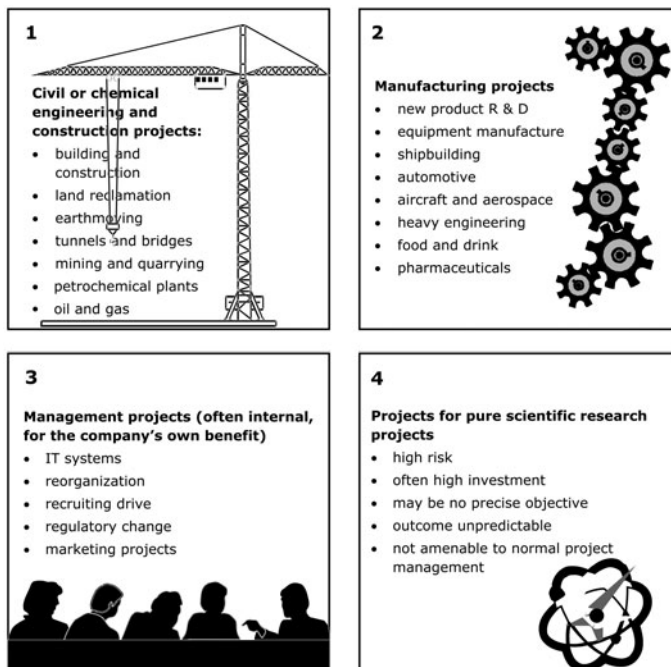 1
Civil or chemical
engineering and
construction projects:
• building and
construction
• land reclamation
• earthmoving
• tunnels and bridges
• mining and quarrying
• petrochemical plants
• oil and gas
2
Manufacturing projects
• new product R & D
• equipment manufacture
• shipbuilding
• automotive
• aircraft and aerospace
• heavy engineering
• food and drink
• pharmaceuticals
3
Management projects (often internal,
for the company’s own benefit)
• IT systems
• reorganization
• recruiting drive
• regulatory change
• marketing projects
4
Projects for pure scientific research
projects
• high risk
• often high investment
• may be no precise objective
• outcome unpredictable
• not amenable to normal project
management